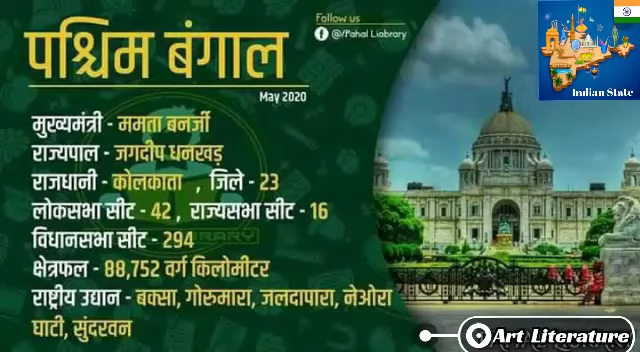 पश्चिम बंगाल
Follow us
f @/Pahal Liobrary
May 2020
Indian State
मुख्यमंत्री - ममता बनर्जी
राज्यपाल - जगदीप धनखड़
राजधानी - कोलकाता , जिले - 23
लोकसभा सीट - 42 , राज्यसभा सीट - 16
विधानसभा सीट - 294
क्षेत्रफल - 88,752 वर्ग किलोमीटर
राष्ट्रीय उद्यान - बक्सा, गोरुमारा, जलदापारा, नेओरा
घाटी, सुंदरवन
Art Literature